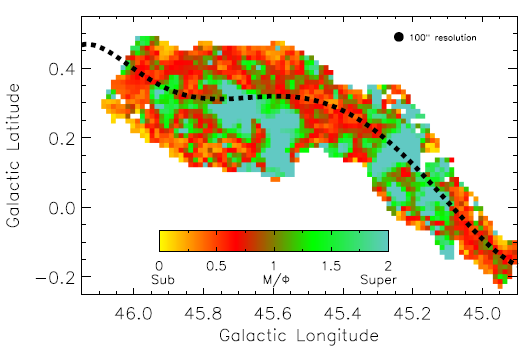 100" resolution
0.4
0.2
0.0
−0.2
Galactic Latitude
0 0.5 1 1.5 2
Sub M/Φ Super
46.0 45.8 45.6 45.4 45.2 45.0
Galactic Longitude